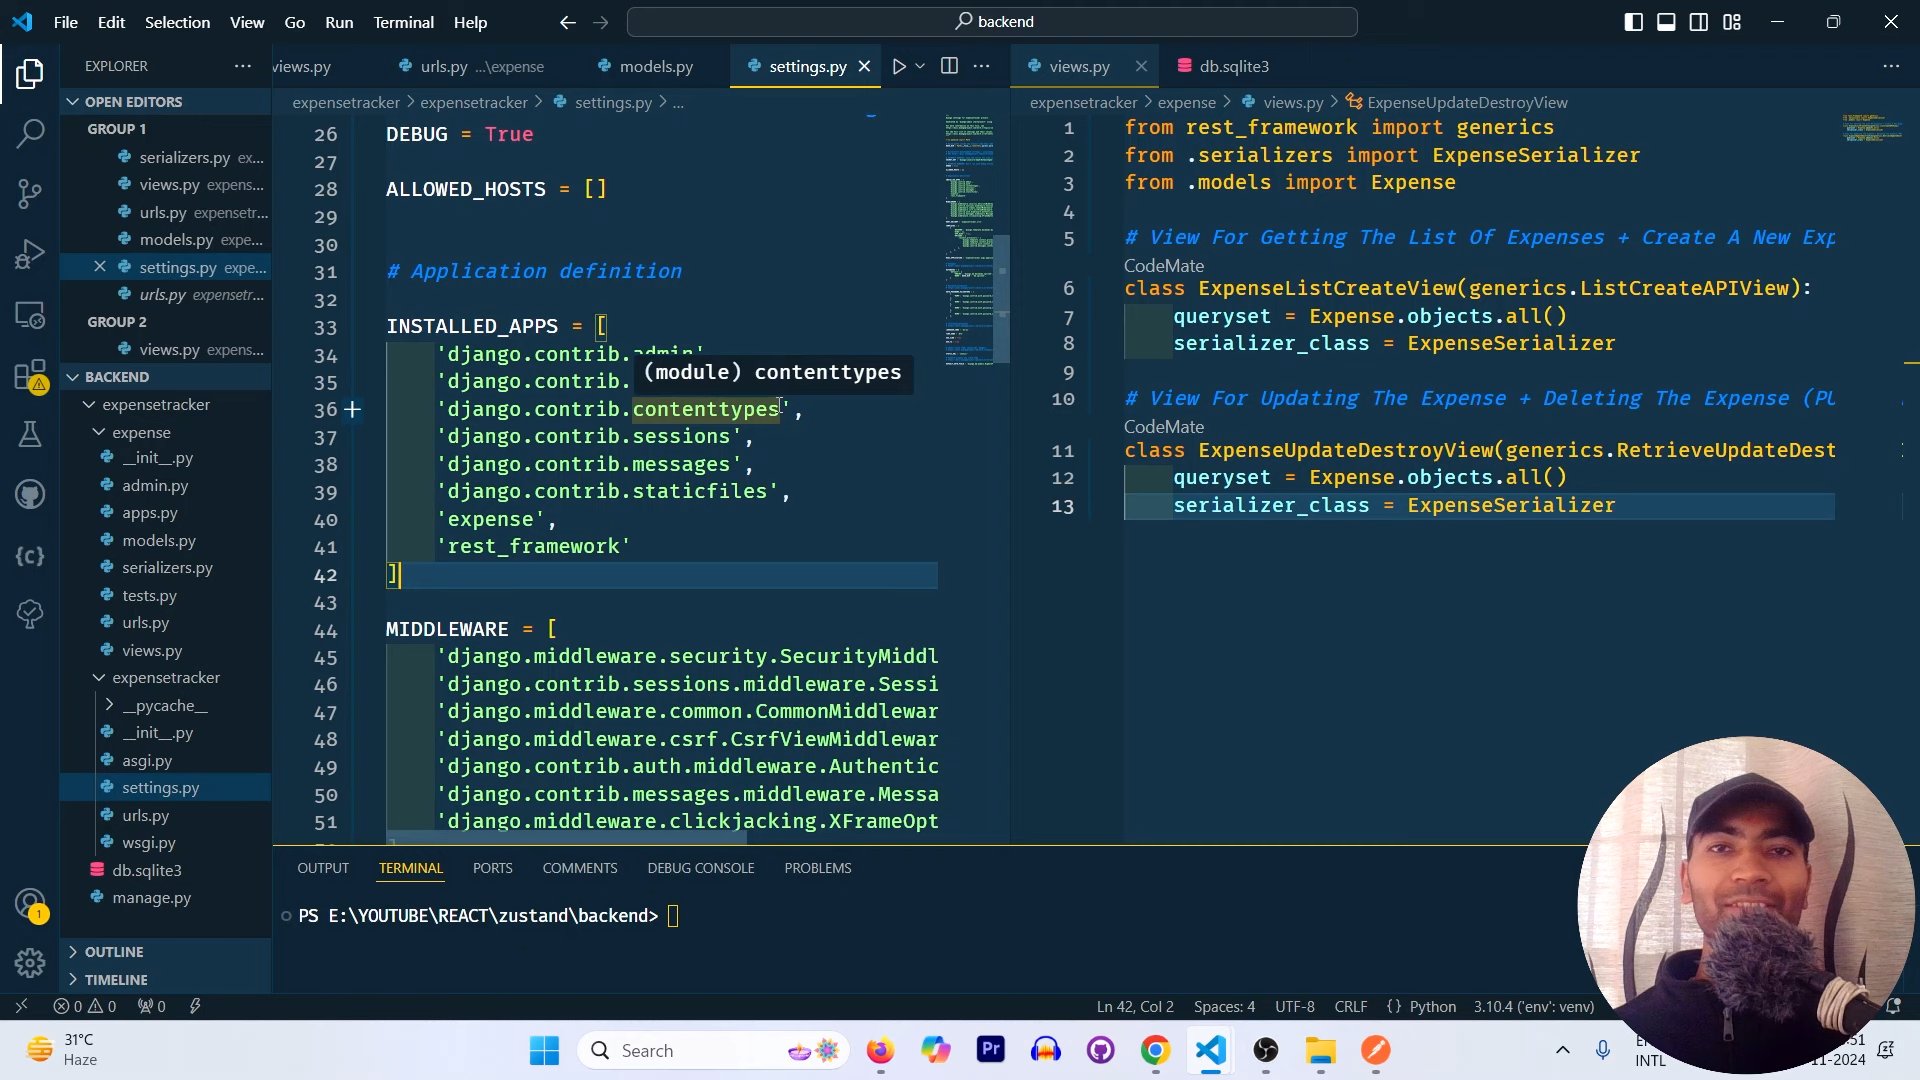 File Edit Selection View Go Run Terminal Help
backend
EXPLORER
OPEN EDITORS
GROUP 1
serializers.py ex...
views.py expens...
urls.py expensetr...
models.py expe...
settings.py expe...
urls.py expensetr...
GROUP 2
views.py expens...
BACKEND
expensetracker
expense
__init__.py
admin.py
apps.py
models.py
serializers.py
tests.py
urls.py
views.py
expensetracker
__pycache__
__init__.py
asgi.py
settings.py
urls.py
wsgi.py
db.sqlite3
manage.py
OUTLINE
TIMELINE
views.py urls.py ...\expense models.py settings.py
expensetracker > expensetracker > settings.py > ...
26 DEBUG = True
27
28 ALLOWED_HOSTS = []
29
30
31 # Application definition
32
33 INSTALLED_APPS = [
34 'django.contrib.admin'
(module) contenttypes
35 'django.contrib.
36 'django.contrib.contenttypes',
37 'django.contrib.sessions',
38 'django.contrib.messages',
39 'django.contrib.staticfiles',
40 'expense',
41 'rest_framework'
42 ]
43
44 MIDDLEWARE = [
45 'django.middleware.security.SecurityMiddl
46 'django.contrib.sessions.middleware.Sessi
47 'django.middleware.common.CommonMiddlewar
48 'django.middleware.csrf.CsrfViewMiddlewar
49 'django.contrib.auth.middleware.Authentic
50 'django.contrib.messages.middleware.Messa
51 'django.middleware.clickjacking.XFrameOpt
views.py db.sqlite3
expensetracker > expense > views.py > ExpenseUpdateDestroyView
1 from rest_framework import generics
2 from .serializers import ExpenseSerializer
3 from .models import Expense
4
5 # View For Getting The List Of Expenses + Create A New Exp
CodeMate
6 class ExpenseListCreateView(generics.ListCreateAPIView):
7 queryset = Expense.objects.all()
8 serializer_class = ExpenseSerializer
9
10 # View For Updating The Expense + Deleting The Expense (PU
CodeMate
11 class ExpenseUpdateDestroyView(generics.RetrieveUpdateDest
12 queryset = Expense.objects.all()
13 serializer_class = ExpenseSerializer
OUTPUT TERMINAL PORTS COMMENTS DEBUG CONSOLE PROBLEMS
PS E:\YOUTUBE\REACT\zustand\backend>
1
0 0 0 Ln 42, Col 2 Spaces: 4 UTF-8 CRLF {} Python 3.10.4 ('env': venv)
31°C
Haze
Search
Pr
INTL
:51
11-2024